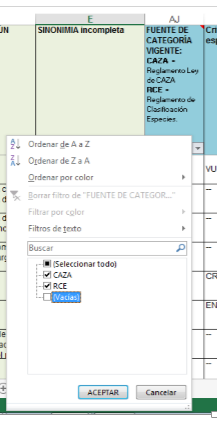 E
AJ
UN
SINONIMIA incompleta
FUENTE DE
CATEGORÍA
VIGENTE:
CAZA -
Reglamento Ley
de CAZA
RCE -
Reglamento de
Clasificación
Especies.
Ordenar de A a Z
Ordenar de Z a A
Ordenar por color
Borrar filtro de "FUENTE DE CATEGOR..."
Filtrar por color
Filtros de texto
Buscar
(Seleccionar todo)
CAZA
RCE
(Vacías)
ACEPTAR
Cancelar
VU
CR
EN